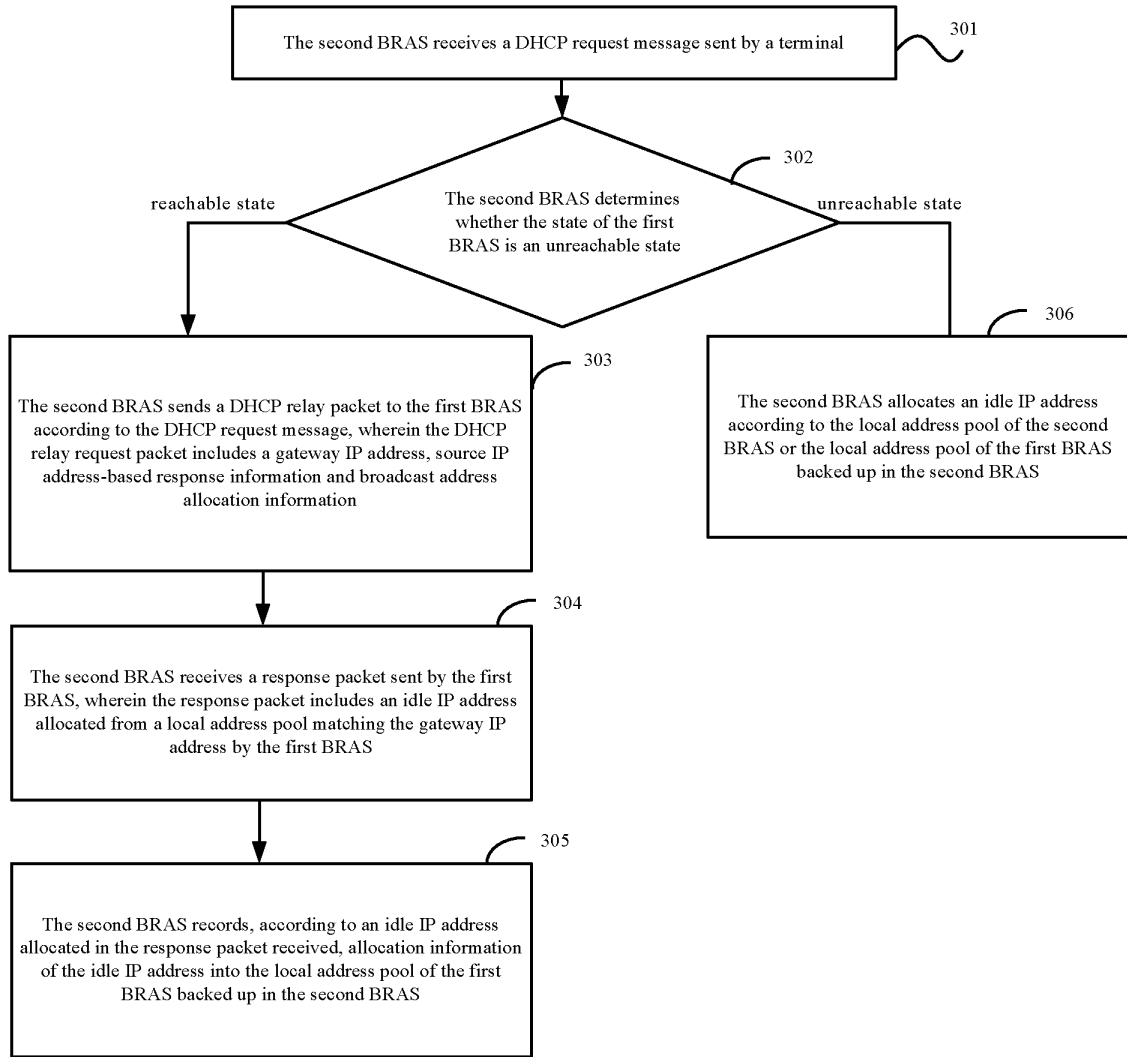 The second BRAS receives a DHCP request message sent by a terminal
301
302
The second BRAS determines
whether the state of the first
BRAS is an unreachable state
reachable state
unreachable state
303
The second BRAS sends a DHCP relay packet to the first BRAS
according to the DHCP request message, wherein the DHCP
relay request packet includes a gateway IP address, source IP
address-based response information and broadcast address
allocation information
306
The second BRAS allocates an idle IP address
according to the local address pool of the second
BRAS or the local address pool of the first BRAS
backed up in the second BRAS
304
The second BRAS receives a response packet sent by the first
BRAS, wherein the response packet includes an idle IP address
allocated from a local address pool matching the gateway IP
address by the first BRAS
305
The second BRAS records, according to an idle IP address
allocated in the response packet received, allocation information
of the idle IP address into the local address pool of the first
BRAS backed up in the second BRAS